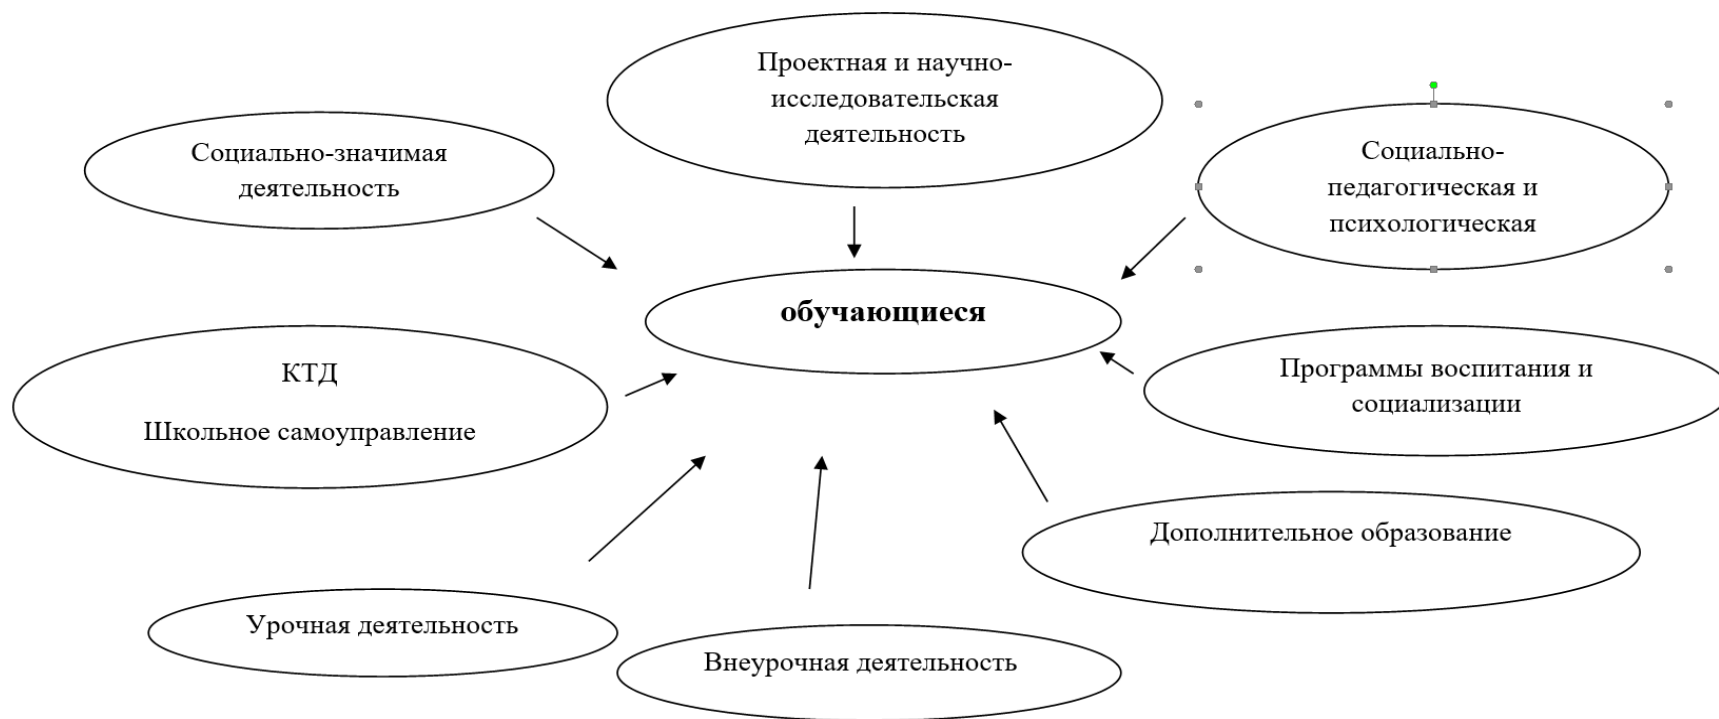 Проектная и научно-
исследовательская
деятельность
Социально-значимая
деятельность
Социально-
педагогическая и
психологическая
обучающиеся
КТД
Школьное самоуправление
Программы воспитания и
социализации
Дополнительное образование
Урочная деятельность
Внеурочная деятельность